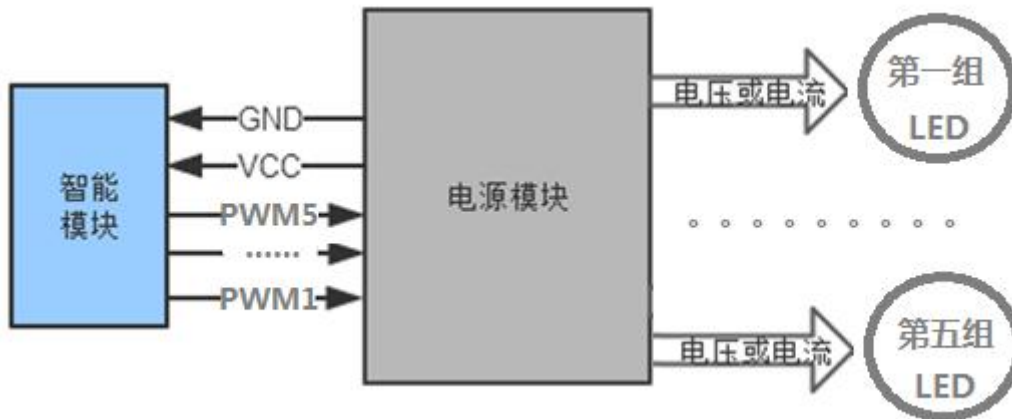 智能
模块
GND
VCC
PWM5
······
PWM1
电源模块
电压或电流
第一组
LED
电压或电流
第五组
LED